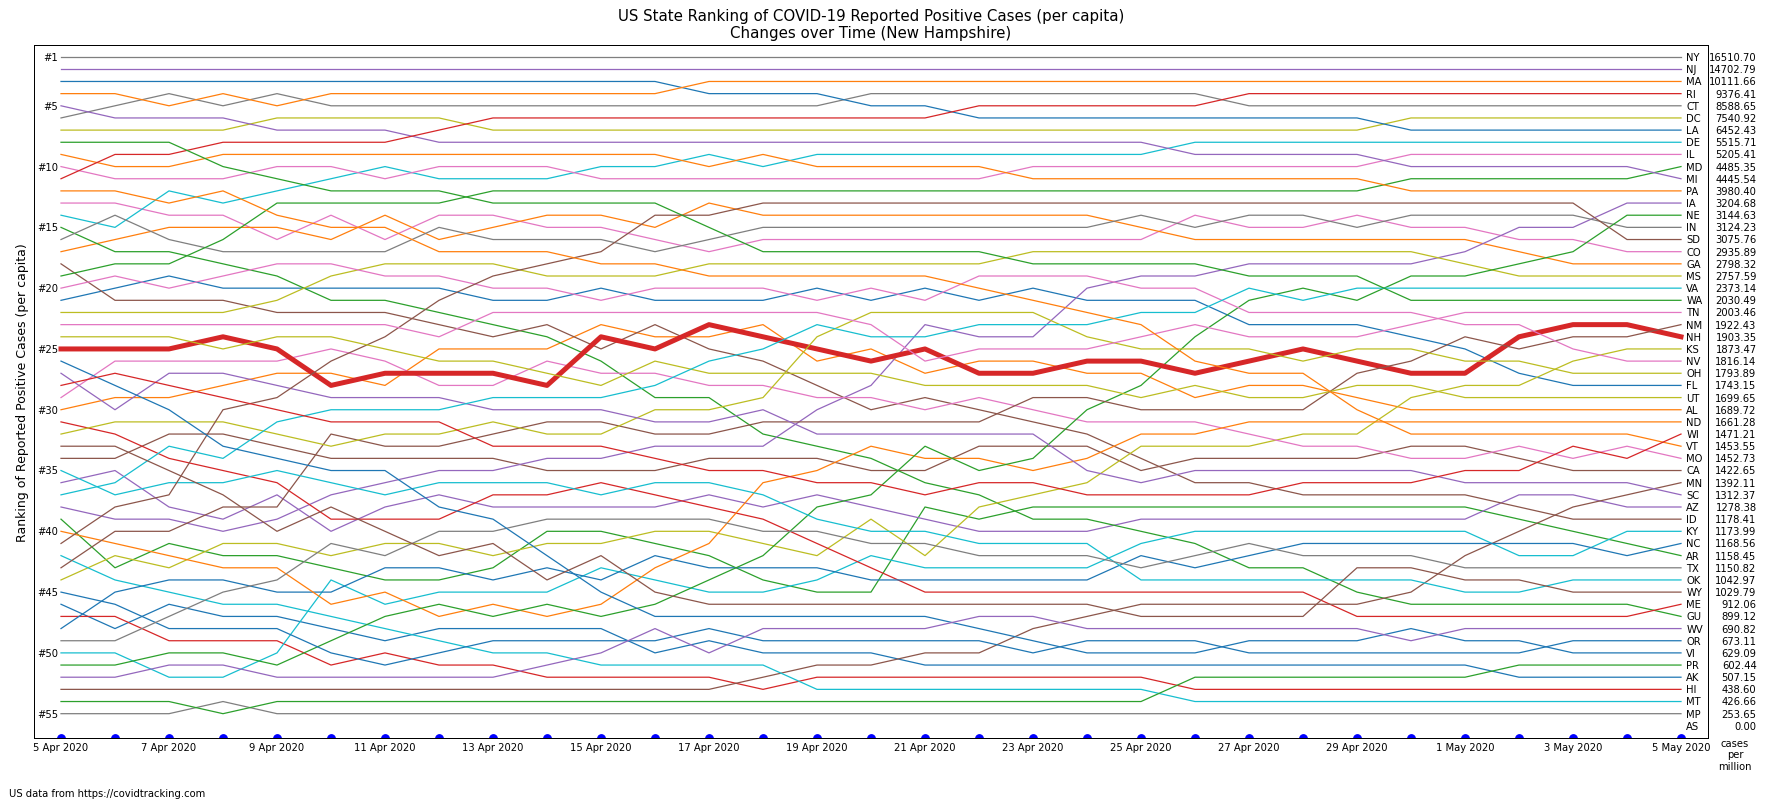 US State Ranking of COVID-19 Reported Positive Cases (per capita)
Changes over Time (New Hampshire)
Ranking of Reported Positive Cases (per capita)
#1
#5
#10
#15
#20
#25
#30
#35
#40
#45
#50
#55
NY 16510.70
NJ 14702.79
MA 10111.66
RI 9376.41
CT 8588.65
DC 7540.92
LA 6452.43
DE 5515.71
IL 5205.41
MD 4485.35
MI 4445.54
PA 3980.40
IA 3204.68
NE 3144.63
IN 3124.23
SD 3075.76
CO 2935.89
GA 2798.32
MS 2757.59
VA 2373.14
WA 2030.49
TN 2003.46
NM 1922.43
NH 1903.35
KS 1873.47
NV 1816.14
OH 1793.89
FL 1743.15
UT 1699.65
AL 1689.72
ND 1661.28
WI 1471.21
VT 1453.55
MO 1452.73
CA 1422.65
MN 1392.11
SC 1312.37
AZ 1278.38
ID 1178.41
KY 1173.99
NC 1168.56
AR 1158.45
TX 1150.82
OK 1042.97
WY 1029.79
ME 912.06
GU 899.12
WV 690.82
OR 673.11
VI 629.09
PR 602.44
AK 507.15
HI 438.60
MT 426.66
MP 253.65
AS 0.00
5 Apr 2020 7 Apr 2020 9 Apr 2020 11 Apr 2020 13 Apr 2020 15 Apr 2020 17 Apr 2020 19 Apr 2020 21 Apr 2020 23 Apr 2020 25 Apr 2020 27 Apr 2020 29 Apr 2020 1 May 2020 3 May 2020 5 May 2020
cases
per
million
US data from https://covidtracking.com